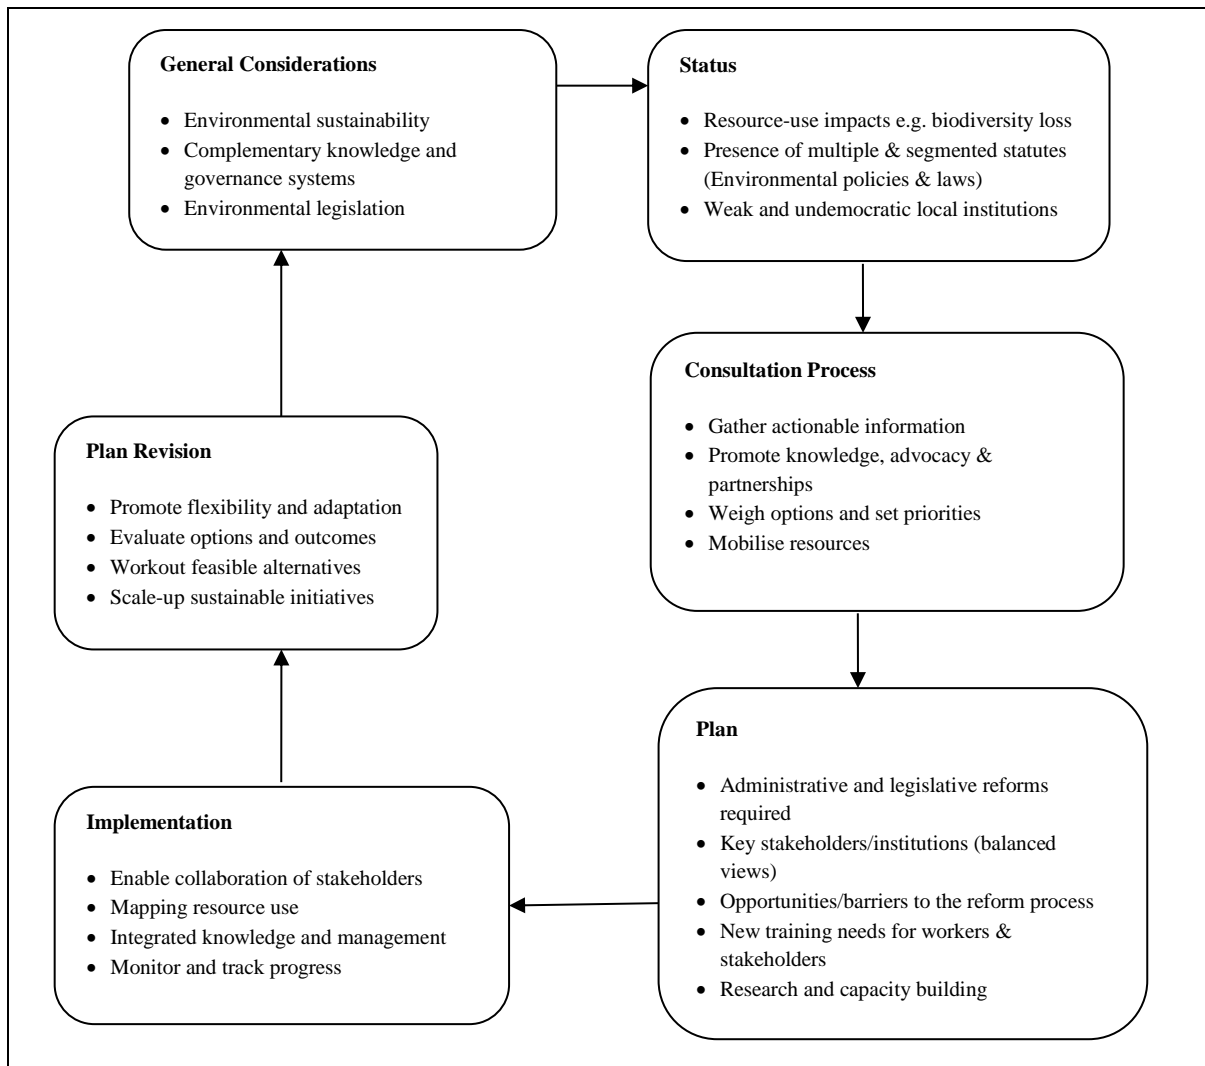 General Considerations
• Environmental sustainability
• Complementary knowledge and
governance systems
• Environmental legislation
Status
• Resource-use impacts e.g. biodiversity loss
• Presence of multiple & segmented statutes
(Environmental policies & laws)
• Weak and undemocratic local institutions
Consultation Process
• Gather actionable information
• Promote knowledge, advocacy &
partnerships
• Weigh options and set priorities
• Mobilise resources
Plan
• Administrative and legislative reforms
required
• Key stakeholders/institutions (balanced
views)
• Opportunities/barriers to the reform process
• New training needs for workers &
stakeholders
• Research and capacity building
Implementation
• Enable collaboration of stakeholders
• Mapping resource use
• Integrated knowledge and management
• Monitor and track progress
Plan Revision
• Promote flexibility and adaptation
• Evaluate options and outcomes
• Workout feasible alternatives
• Scale-up sustainable initiatives